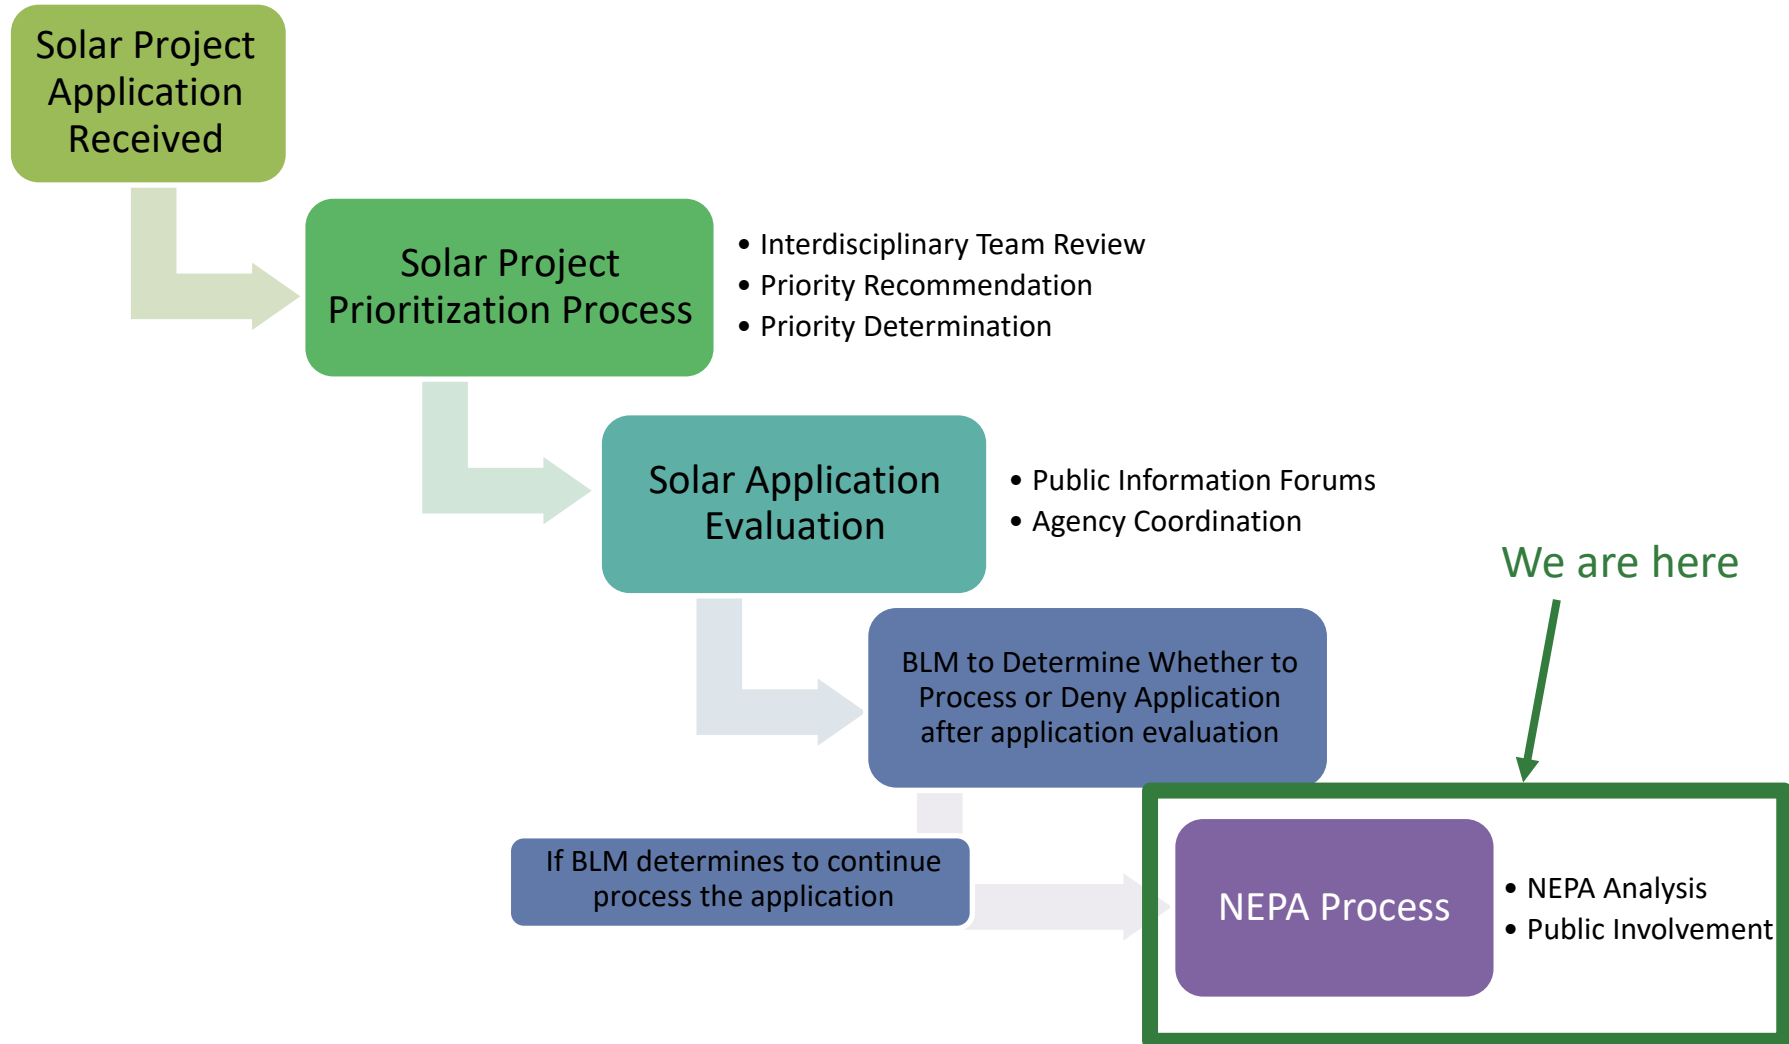 Solar Project
Application
Received
Solar Project
Prioritization Process
• Interdisciplinary Team Review
• Priority Recommendation
• Priority Determination
Solar Application
Evaluation
• Public Information Forums
• Agency Coordination
We are here
BLM to Determine Whether to
Process or Deny Application
after application evaluation
If BLM determines to continue
process the application
NEPA Process
• NEPA Analysis
• Public Involvement